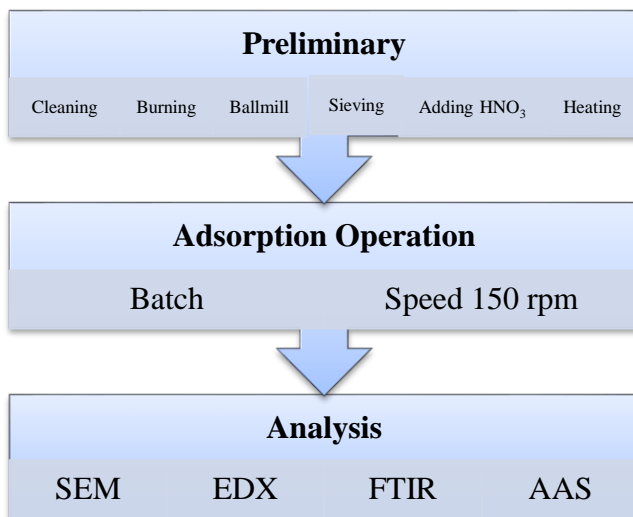 Preliminary
Cleaning Burning Ballmill Sieving Adding HNO₃ Heating
Adsorption Operation
Batch Speed 150 rpm
Analysis
SEM EDX FTIR AAS